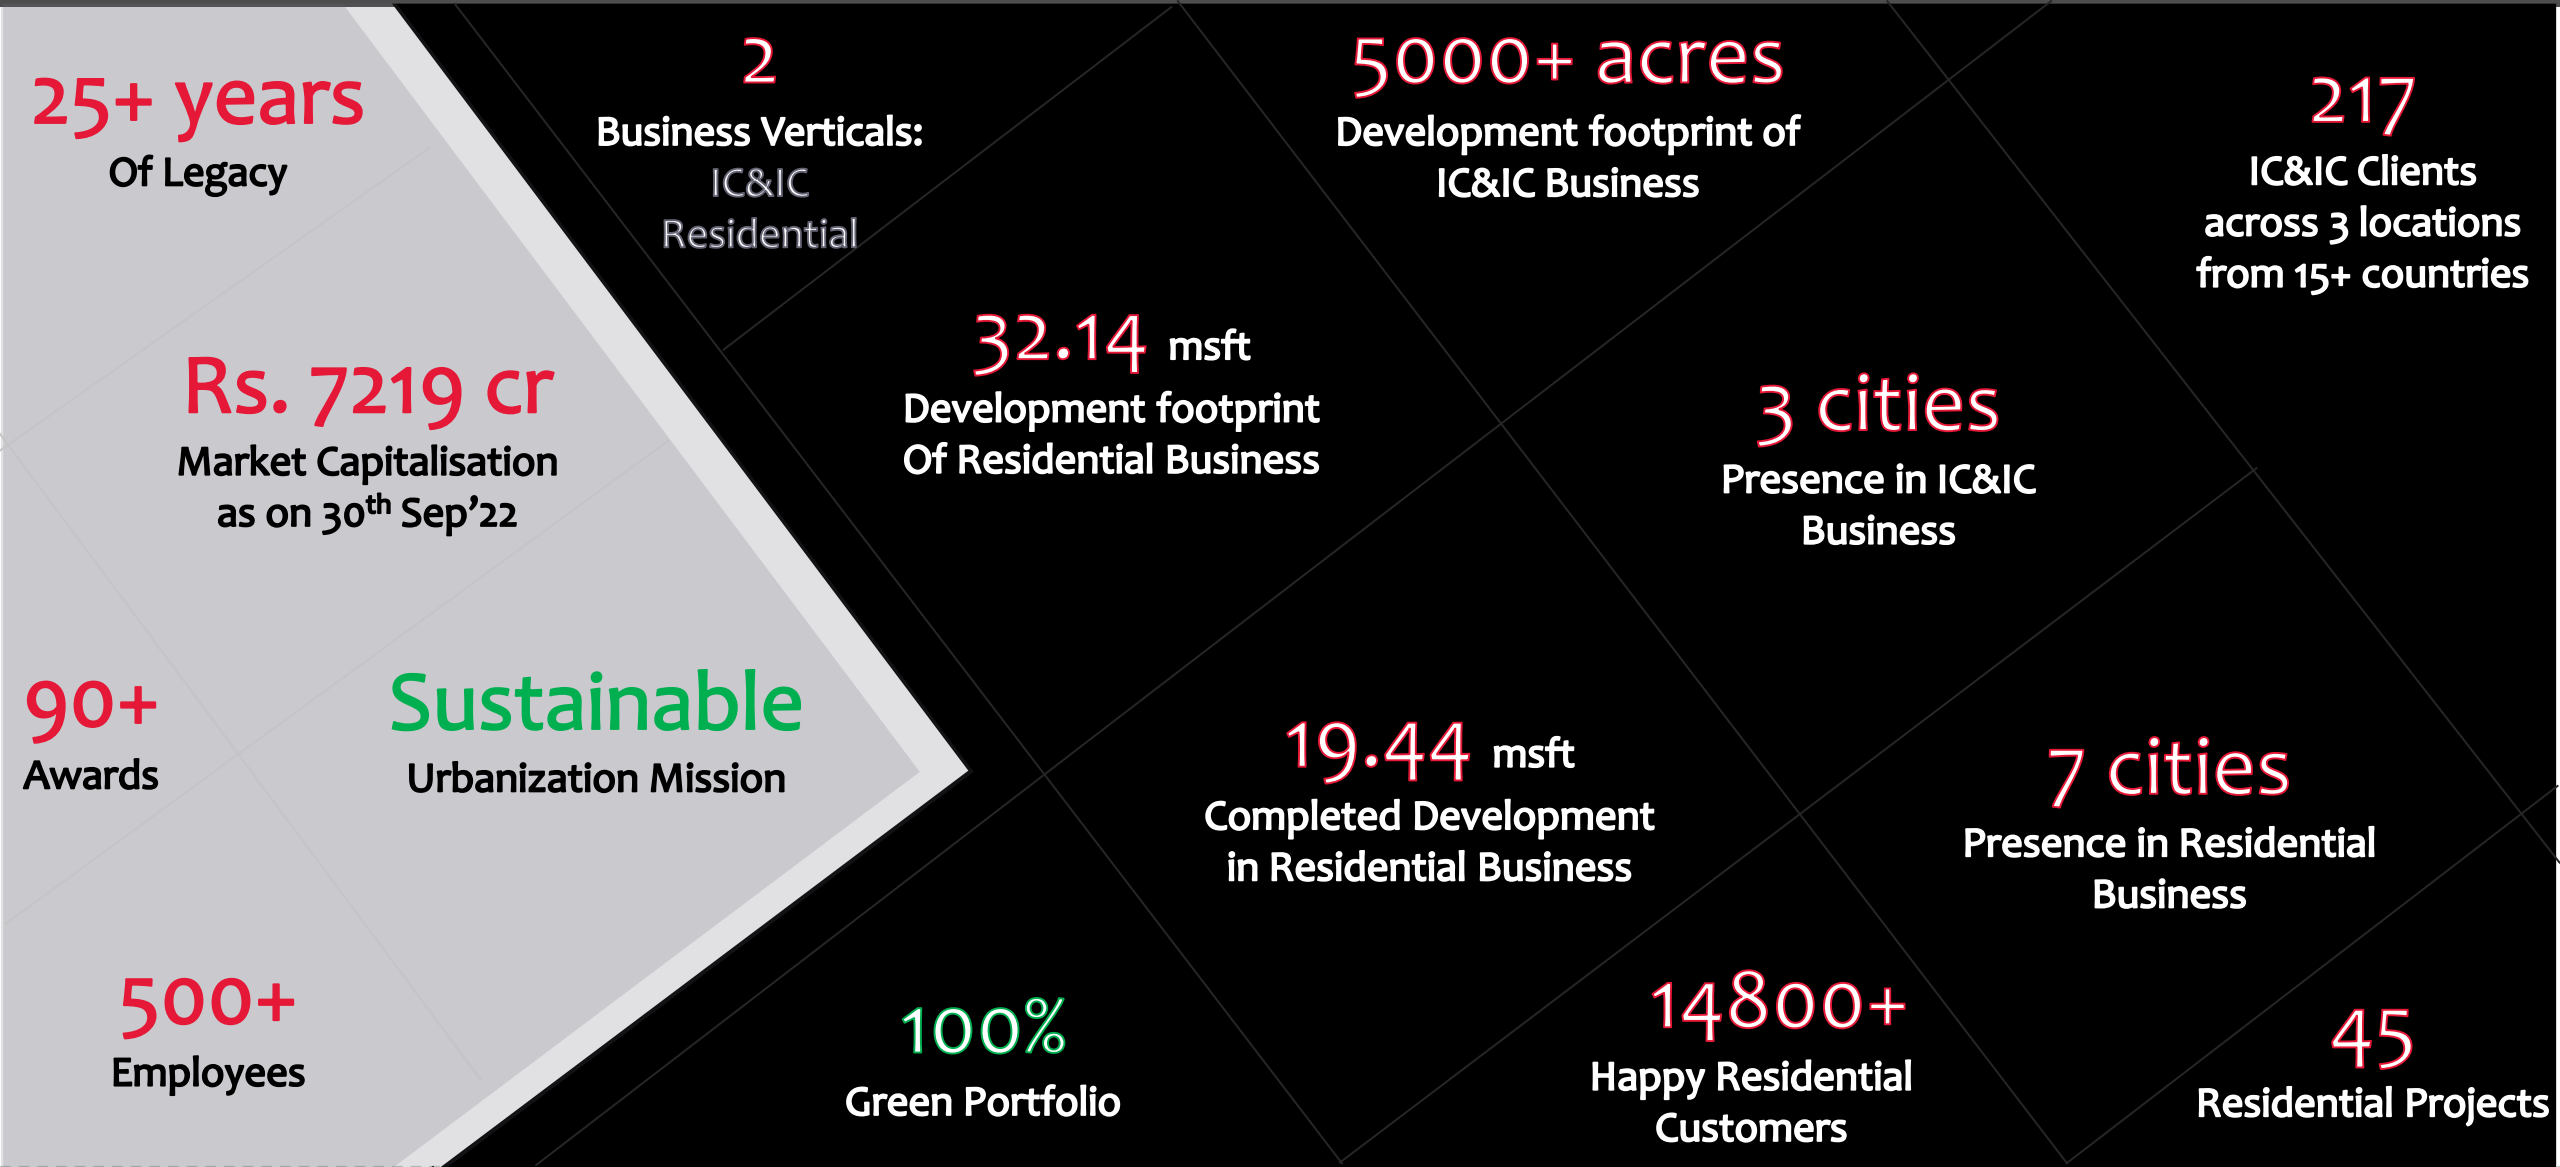 25+ years
Of Legacy
Rs. 7219 cr
Market Capitalisation
as on 30th Sep’22
90+
Awards
Sustainable
Urbanization Mission
500+
Employees
2
Business Verticals:
IC&IC
Residential
5000+ acres
Development footprint of
IC&IC Business
217
IC&IC Clients
across 3 locations
from 15+ countries
32.14 msft
Development footprint
Of Residential Business
3 cities
Presence in IC&IC
Business
19.44 msft
Completed Development
in Residential Business
7 cities
Presence in Residential
Business
100%
Green Portfolio
14800+
Happy Residential
Customers
45
Residential Projects